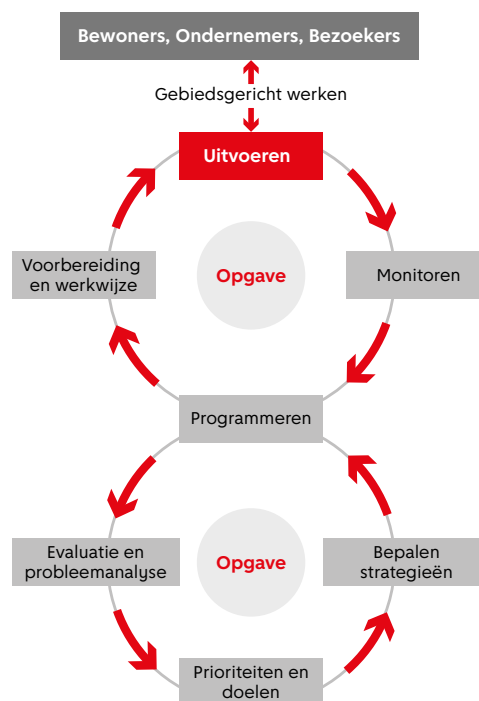 Bewoners, Ondernemers, Bezoekers
Gebiedsgericht werken
Uitvoeren
Voorbereiding
en werkwijze
Opgave
Monitoren
Programmeren
Evaluatie en
probleemanalyse
Opgave
Bepalen
strategieën
Prioriteiten en
doelen